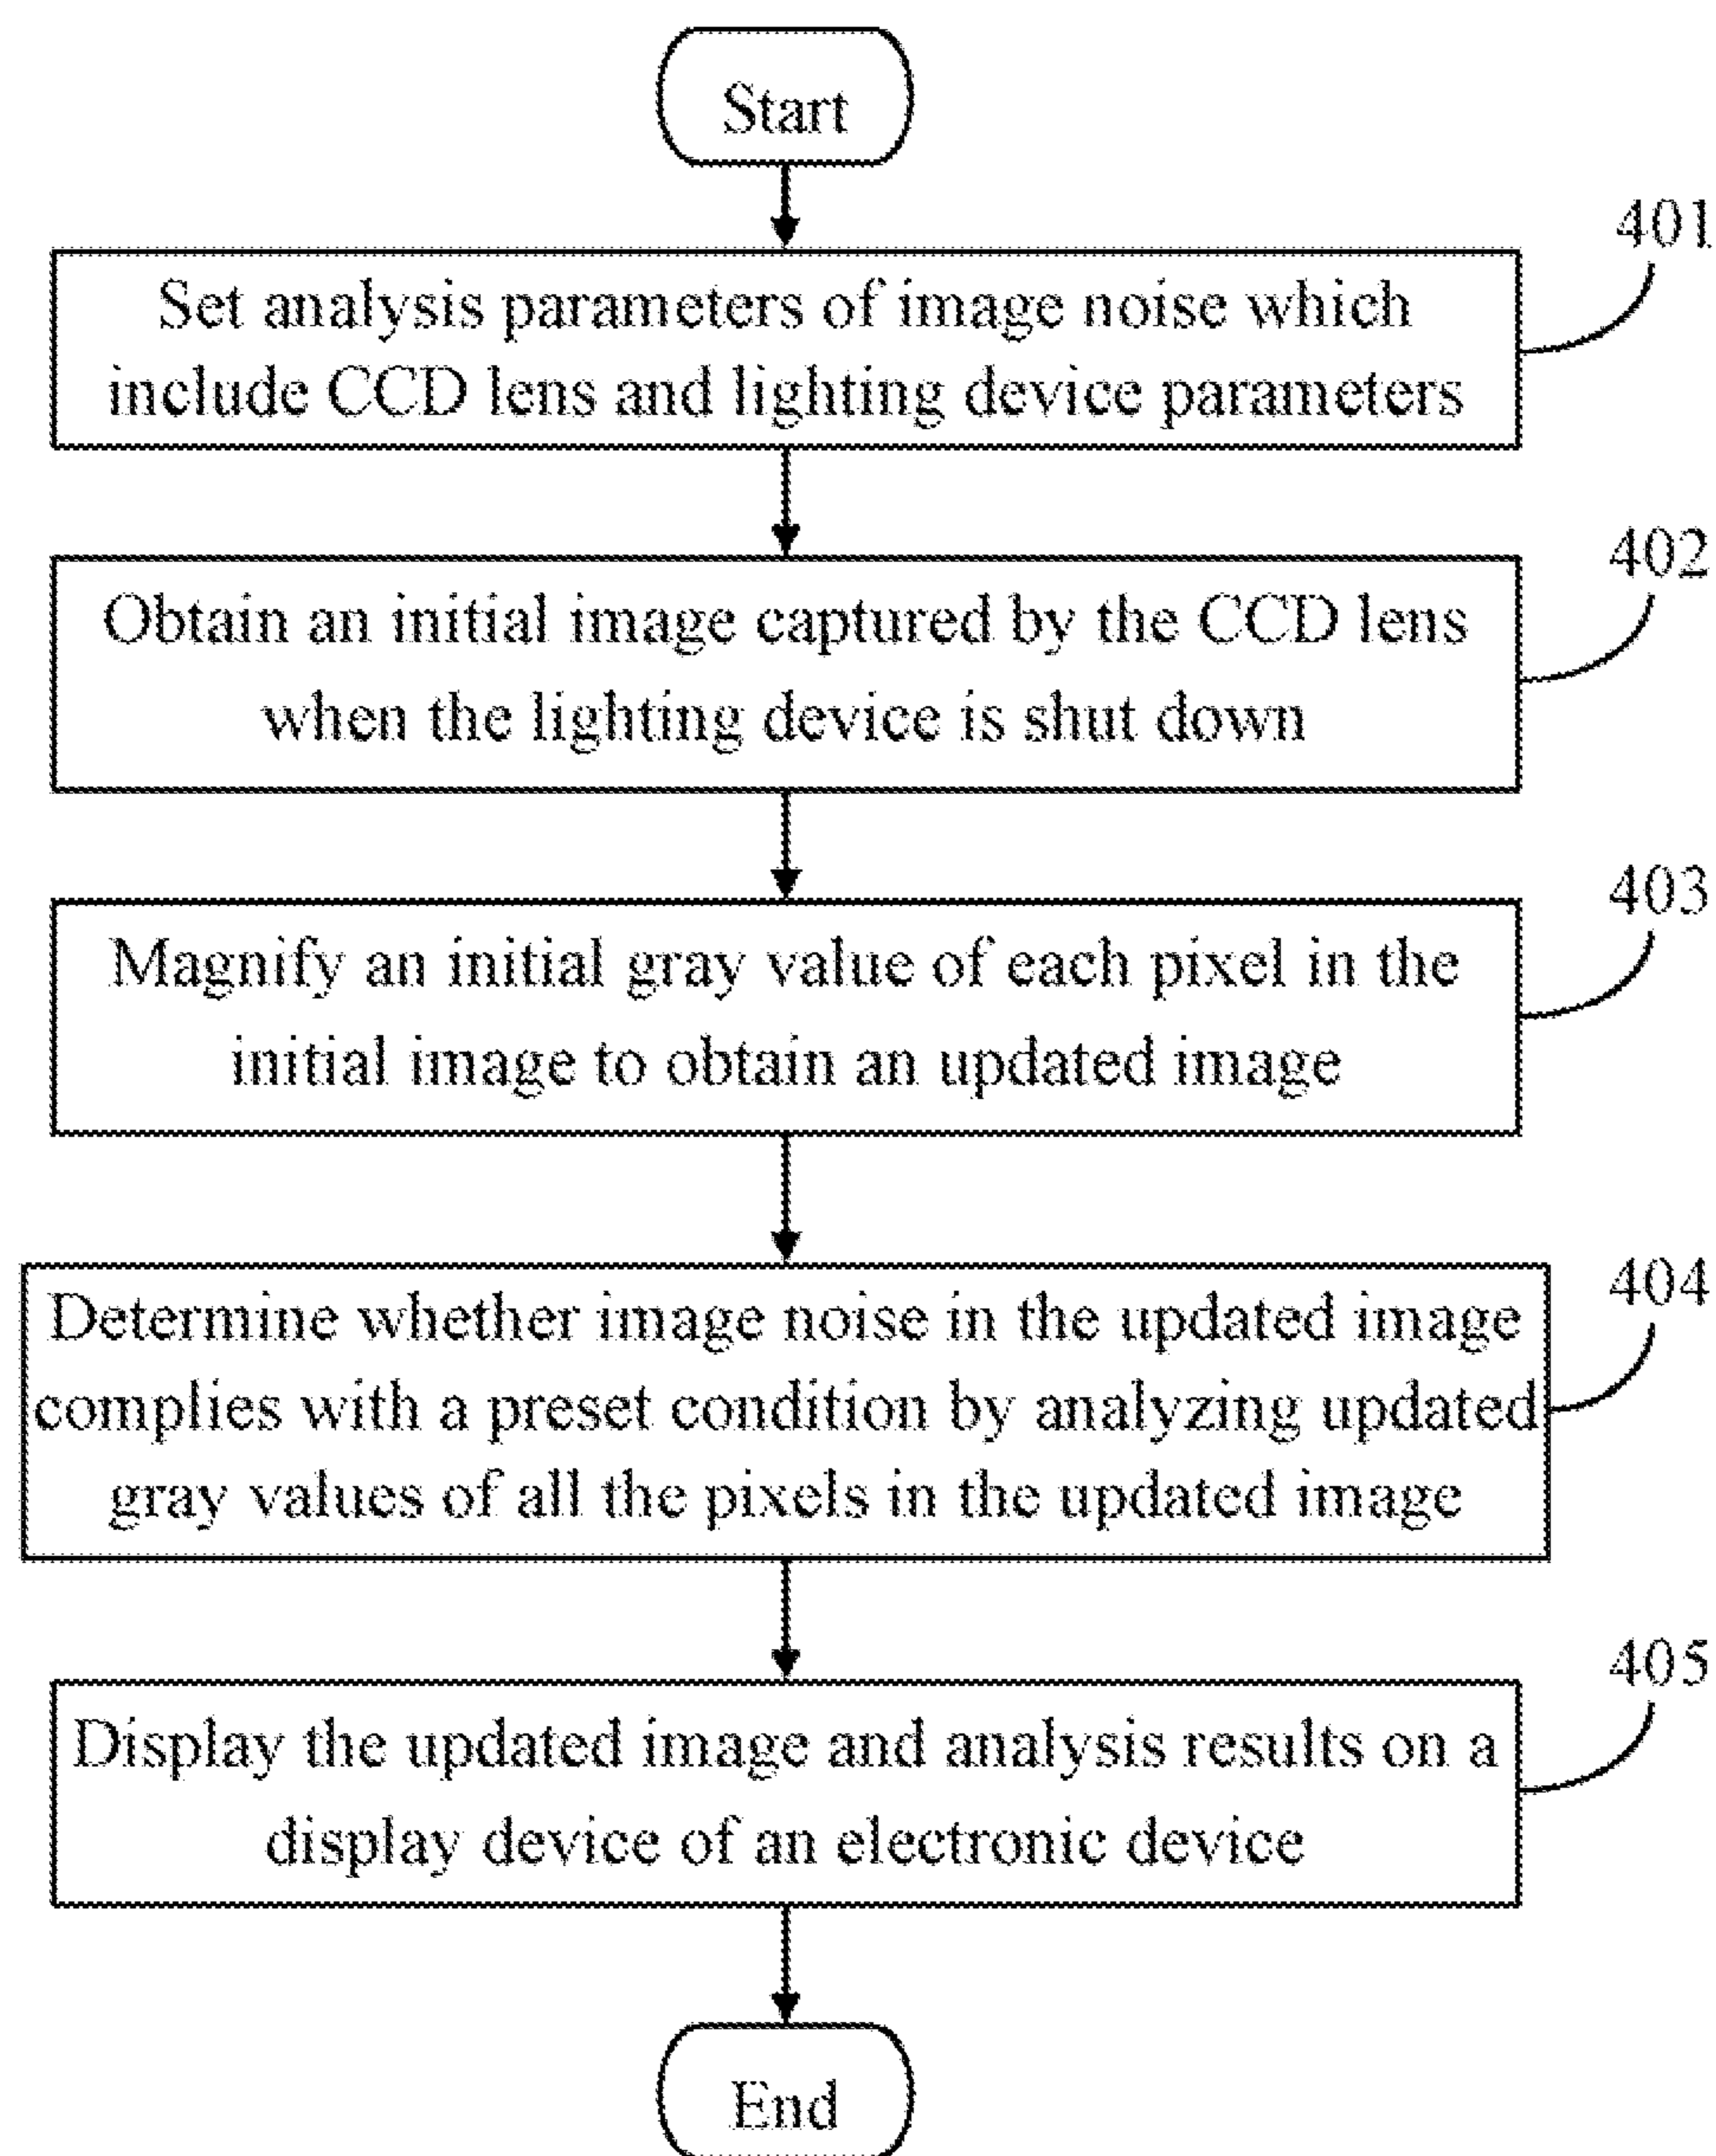 Start
401
Set analysis parameters of image noise which
include CCD lens and lighting device parameters
402
Obtain an initial image captured by the CCD lens
when the lighting device is shut down
403
Magnify an initial gray value of each pixel in the
initial image to obtain an updated image
404
Determine whether image noise in the updated image
complies with a preset condition by analyzing updated
gray values of all the pixels in the updated image
405
Display the updated image and analysis results on a
display device of an electronic device
End